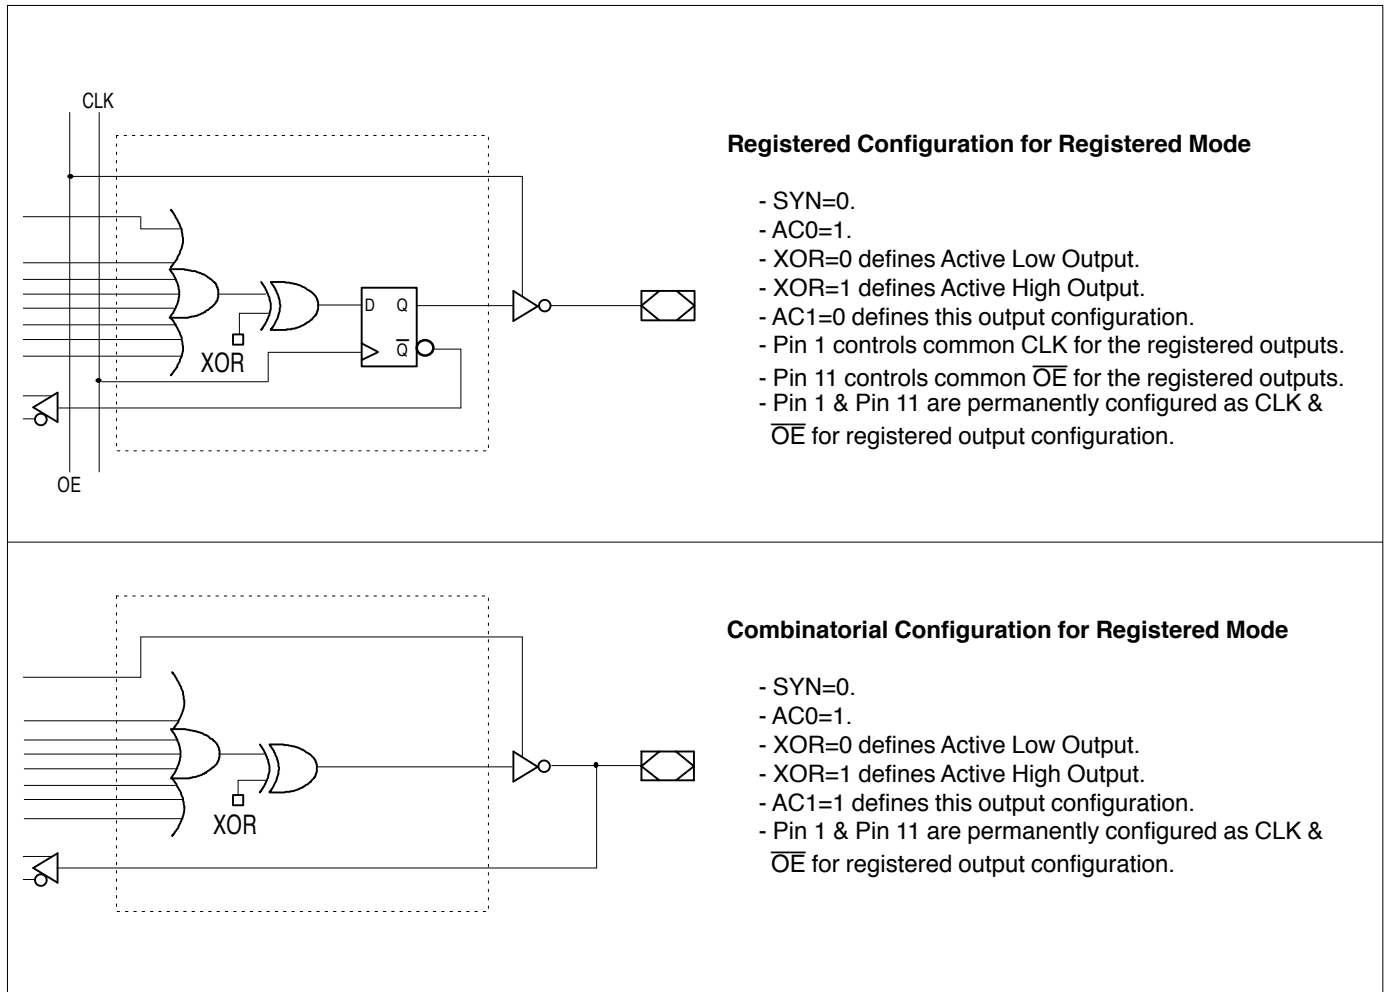 CLK
XOR
D Q
Q̅
OE
Registered Configuration for Registered Mode
- SYN=0.
- AC0=1.
- XOR=0 defines Active Low Output.
- XOR=1 defines Active High Output.
- AC1=0 defines this output configuration.
- Pin 1 controls common CLK for the registered outputs.
- Pin 11 controls common O̅E̅ for the registered outputs.
- Pin 1 & Pin 11 are permanently configured as CLK &
O̅E̅ for registered output configuration.
XOR
Combinatorial Configuration for Registered Mode
- SYN=0.
- AC0=1.
- XOR=0 defines Active Low Output.
- XOR=1 defines Active High Output.
- AC1=1 defines this output configuration.
- Pin 1 & Pin 11 are permanently configured as CLK &
O̅E̅ for registered output configuration.